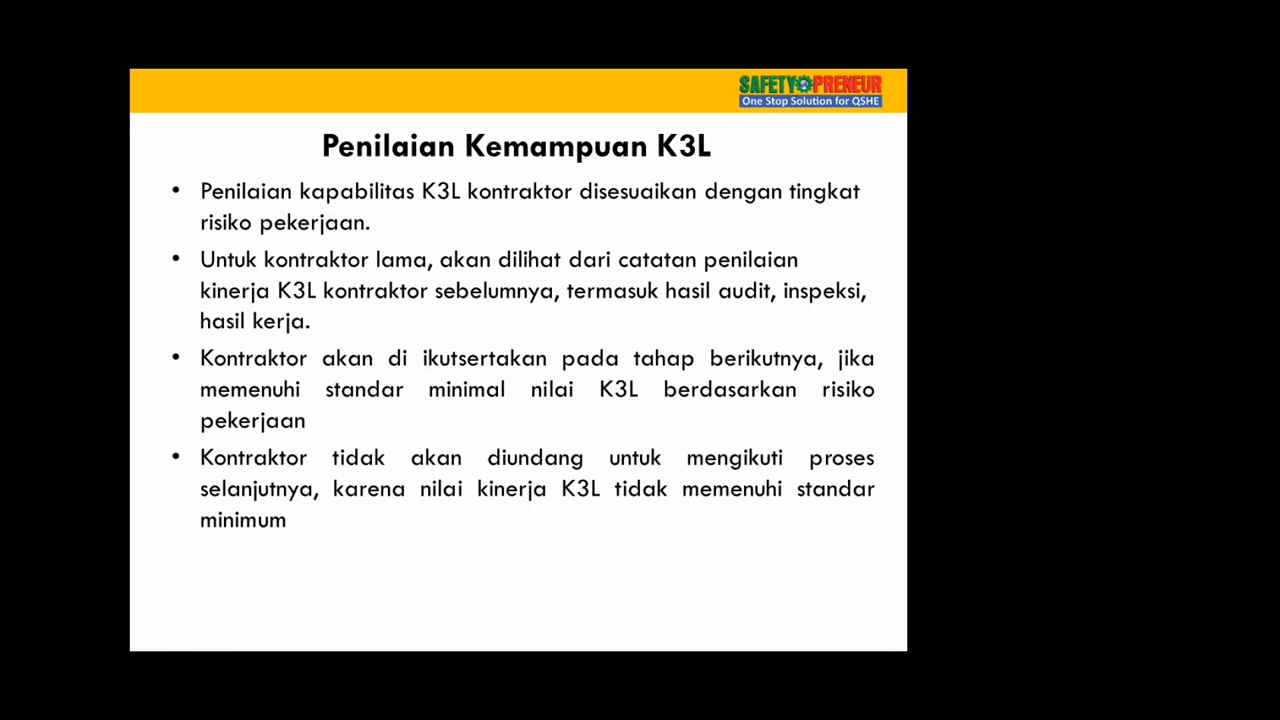 SAFETYPRENEUR
One Stop Solution for QSHE
Penilaian Kemampuan K3L
• Penilaian kapabilitas K3L kontraktor disesuaikan dengan tingkat
risiko pekerjaan.
• Untuk kontraktor lama, akan dilihat dari catatan penilaian
kinerja K3L kontraktor sebelumnya, termasuk hasil audit, inspeksi,
hasil kerja.
• Kontraktor akan di ikutsertakan pada tahap berikutnya, jika
memenuhi standar minimal nilai K3L berdasarkan risiko
pekerjaan
• Kontraktor tidak akan diundang untuk mengikuti proses
selanjutnya, karena nilai kinerja K3L tidak memenuhi standar
minimum